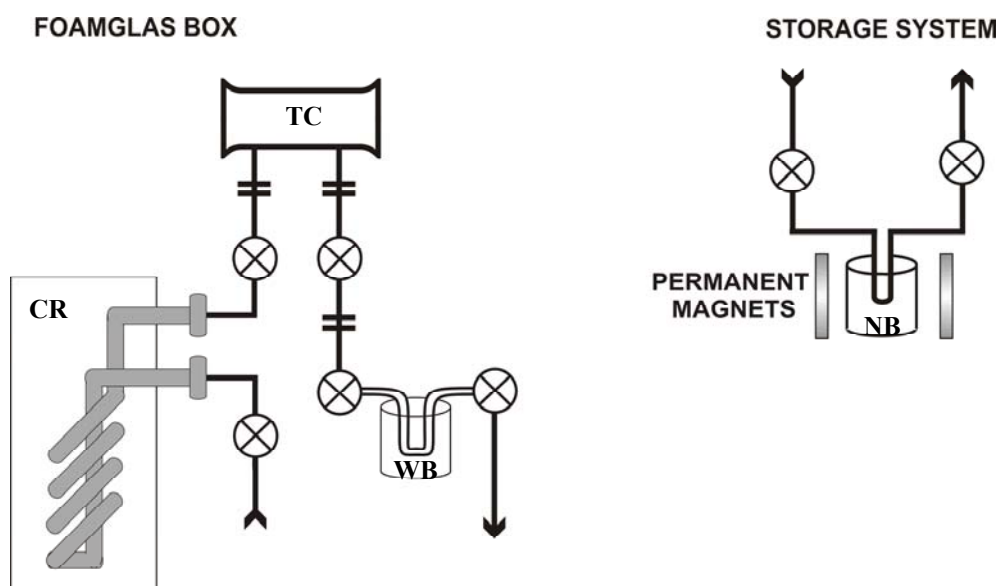 FOAMGLAS BOX
STORAGE SYSTEM
TC
CR
PERMANENT
MAGNETS
NB
WB